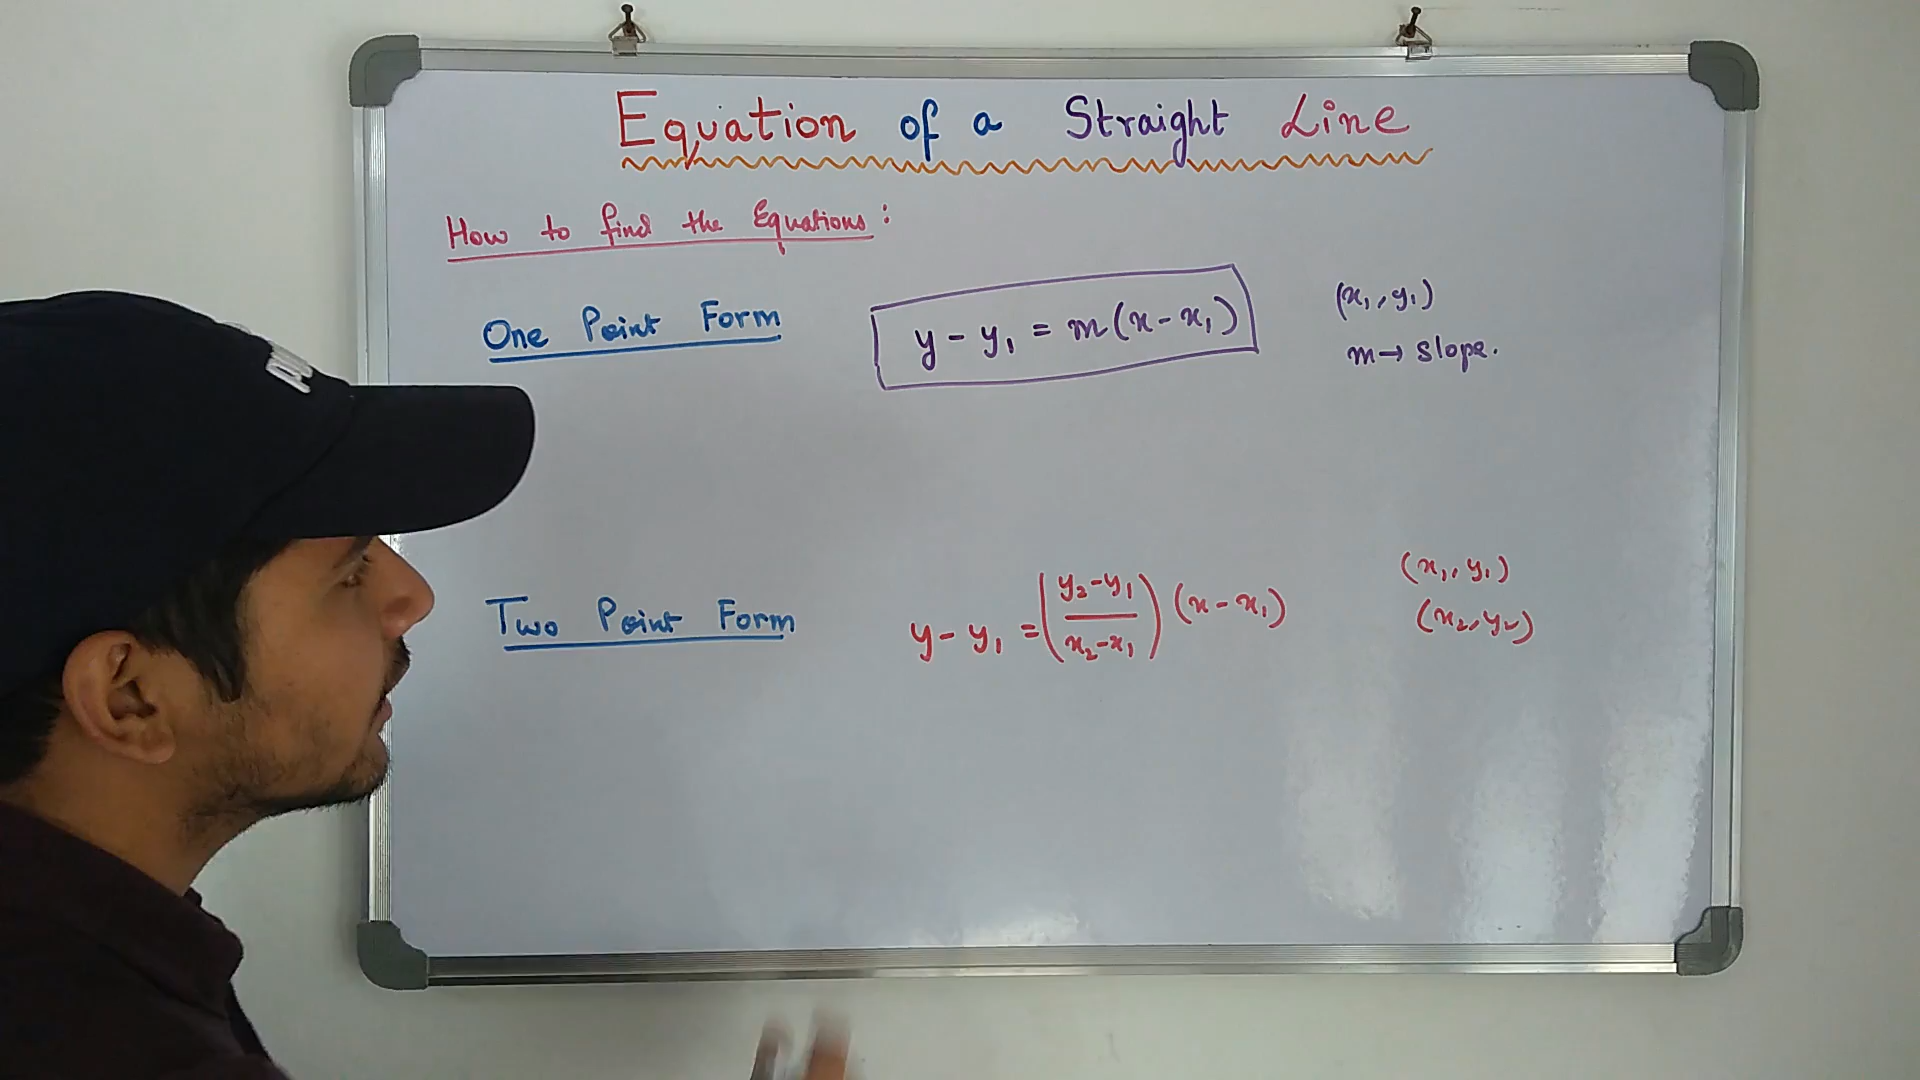 Equation of a Straight Line
How to find the Equations:
One Point Form
y - y₁ = m(x - x₁)
(x₁, y₁)
m → slope.
Two Point Form
y - y₁ = ((y₂ - y₁)/(x₂ - x₁)) (x - x₁)
(x₁, y₁)
(x₂, y₂)